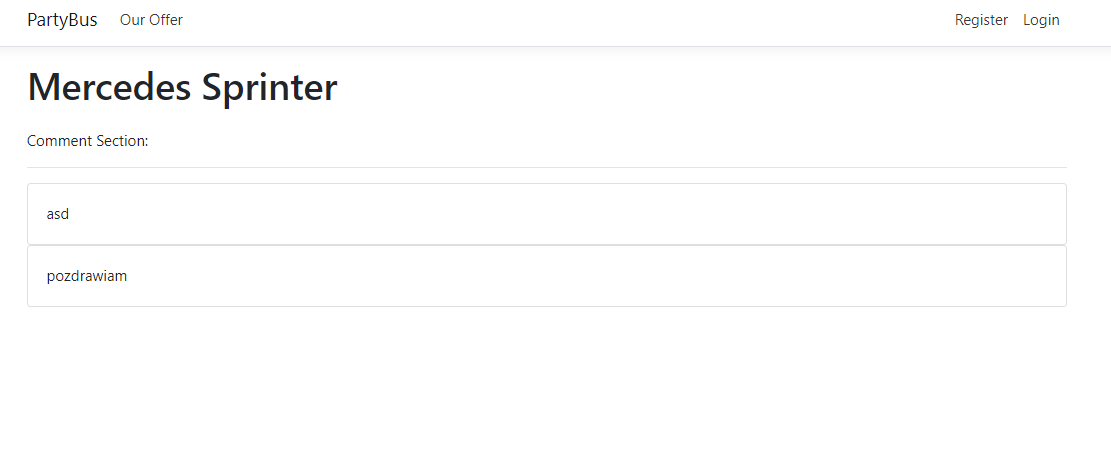 PartyBus Our Offer Register Login
Mercedes Sprinter
Comment Section:
asd
pozdrawiam